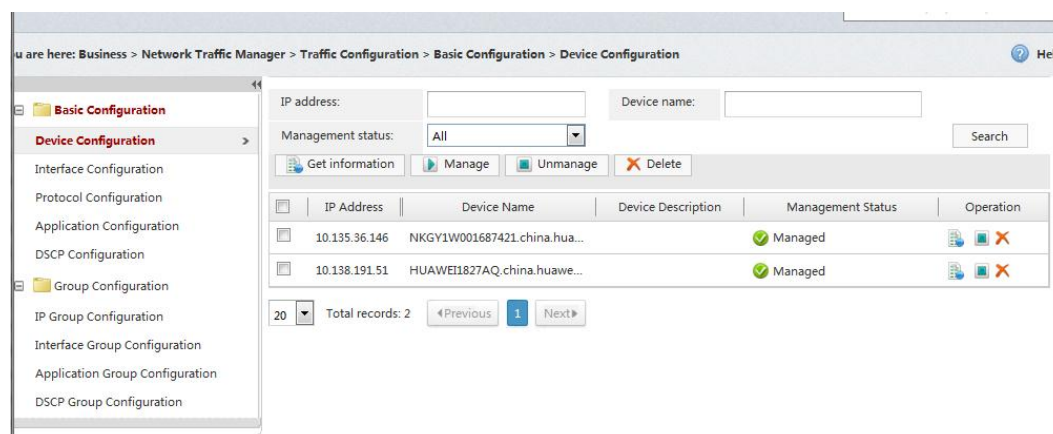 u are here: Business > Network Traffic Manager > Traffic Configuration > Basic Configuration > Device Configuration
Basic Configuration
Device Configuration
Interface Configuration
Protocol Configuration
Application Configuration
DSCP Configuration
Group Configuration
IP Group Configuration
Interface Group Configuration
Application Group Configuration
DSCP Group Configuration
IP address: Device name:
Management status: All Search
Get information Manage Unmanage Delete
IP Address Device Name Device Description Management Status Operation
10.135.36.146 NKGY1W001687421.china.hua... Managed
10.138.191.51 HUAWEI1827AQ.china.huawe... Managed
20 Total records: 2 Previous 1 Next